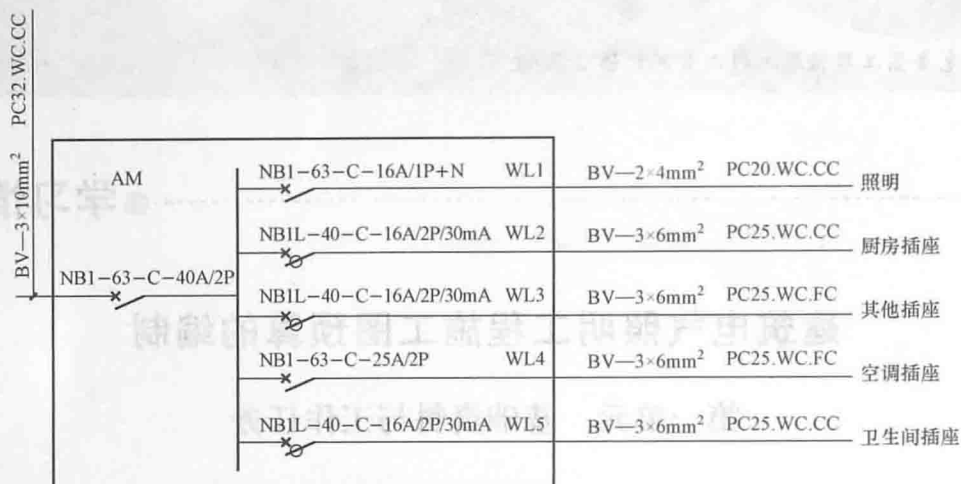 BV—3×10mm² PC32.WC.CC
AM
NB1-63-C-40A/2P
NB1-63-C-16A/1P+N WL1 BV—2×4mm² PC20.WC.CC 照明
NB1L-40-C-16A/2P/30mA WL2 BV—3×6mm² PC25.WC.CC 厨房插座
NB1L-40-C-16A/2P/30mA WL3 BV—3×6mm² PC25.WC.FC 其他插座
NB1-63-C-25A/2P WL4 BV—3×6mm² PC25.WC.FC 空调插座
NB1L-40-C-16A/2P/30mA WL5 BV—3×6mm² PC25.WC.CC 卫生间插座